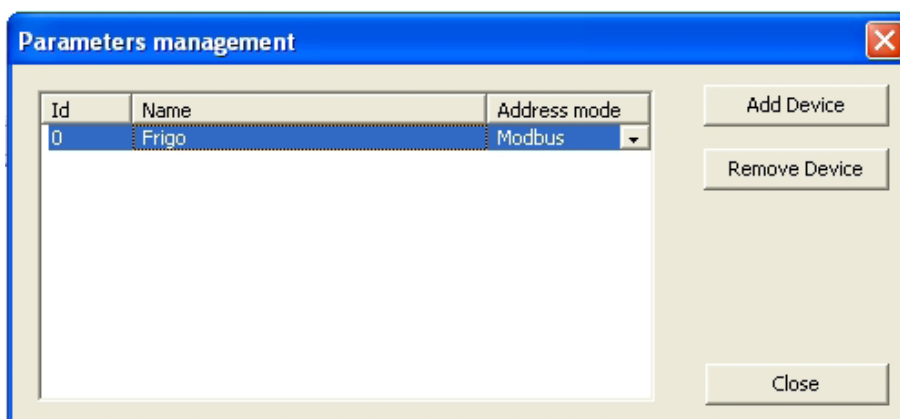 Parameters management
Id Name Address mode
0 Frigo Modbus
Add Device
Remove Device
Close